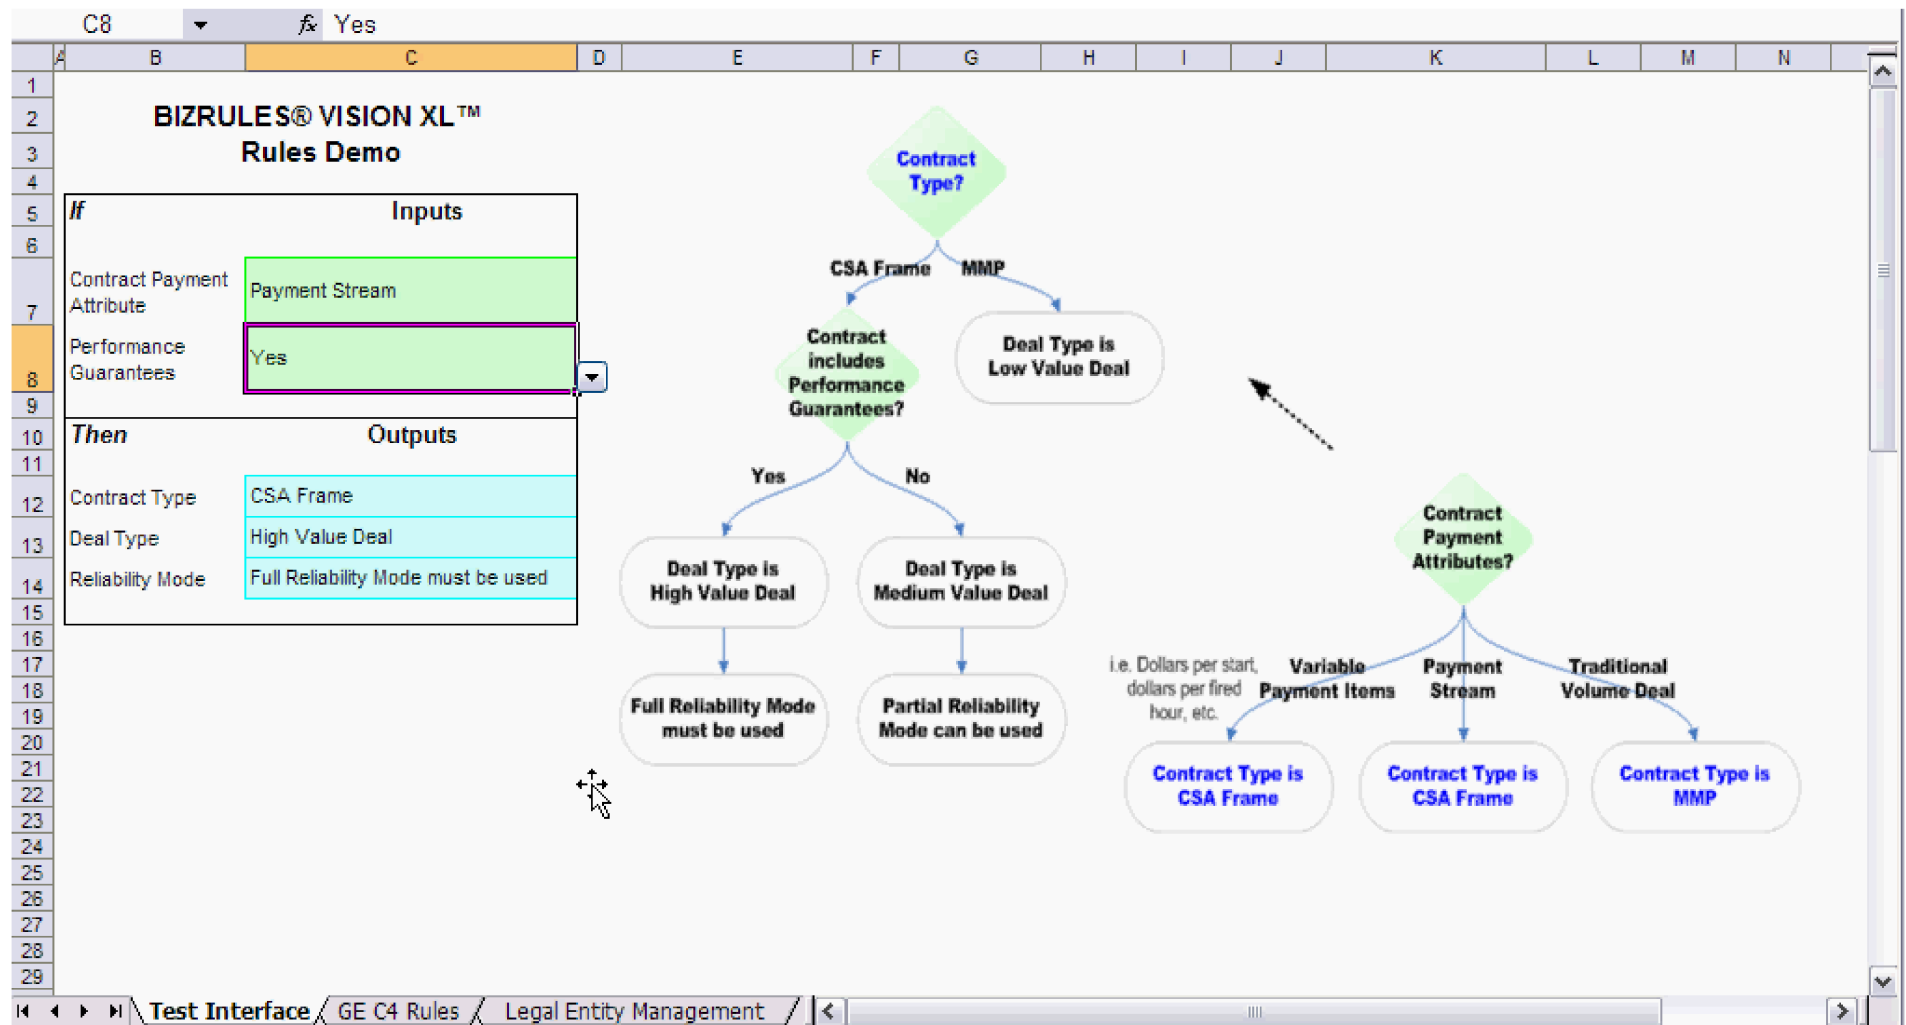 C8
fx Yes
A B C D E F G H I J K L M N
1
2
3
4
5
6
7
8
9
10
11
12
13
14
15
16
17
18
19
20
21
22
23
24
25
26
27
28
29
BIZRULES® VISION XL™
Rules Demo
If Inputs
Contract Payment
Attribute
Payment Stream
Performance
Guarantees
Yes
Then Outputs
Contract Type CSA Frame
Deal Type High Value Deal
Reliability Mode Full Reliability Mode must be used
Contract
Type?
CSA Frame MMP
Contract
includes
Performance
Guarantees?
Deal Type is
Low Value Deal
Yes No
Deal Type is
High Value Deal
Deal Type is
Medium Value Deal
Full Reliability Mode
must be used
Partial Reliability
Mode can be used
Contract
Payment
Attributes?
i.e. Dollars per start,
dollars per fired
hour, etc.
Variable
Payment Items
Payment
Stream
Traditional
Volume Deal
Contract Type is
CSA Frame
Contract Type is
CSA Frame
Contract Type is
MMP
Test Interface GE C4 Rules Legal Entity Management